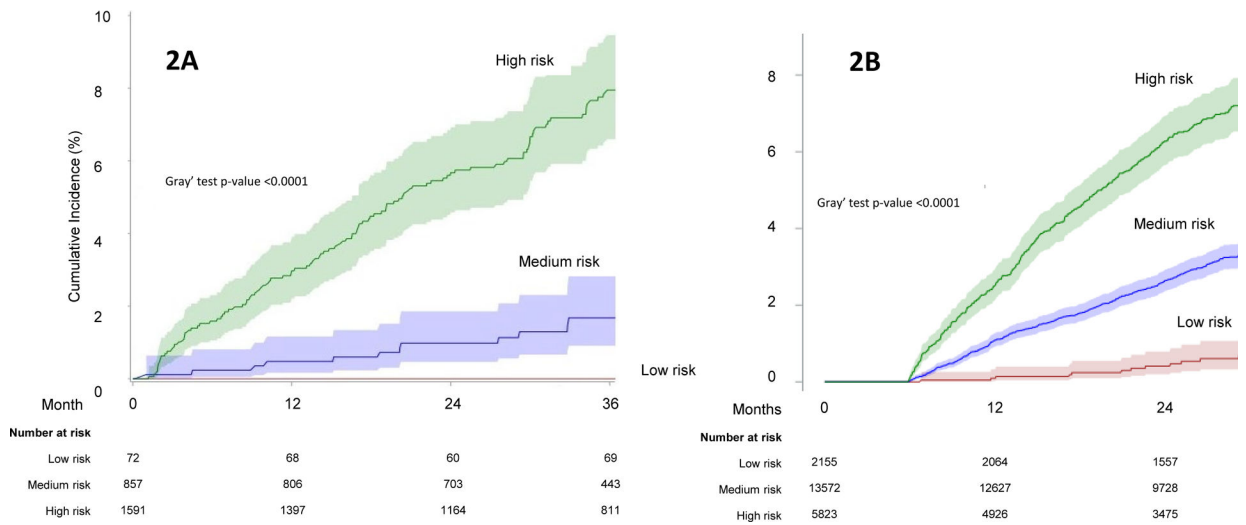 2A
Cumulative Incidence (%)
10
8
6
4
2
0
High risk
Gray' test p-value <0.0001
Medium risk
Low risk
Month 0 12 24 36
Number at risk
Low risk 72 68 60 69
Medium risk 857 806 703 443
High risk 1591 1397 1164 811
2B
8
6
4
2
0
High risk
Gray' test p-value <0.0001
Medium risk
Low risk
Months 0 12 24
Number at risk
Low risk 2155 2064 1557
Medium risk 13572 12627 9728
High risk 5823 4926 3475